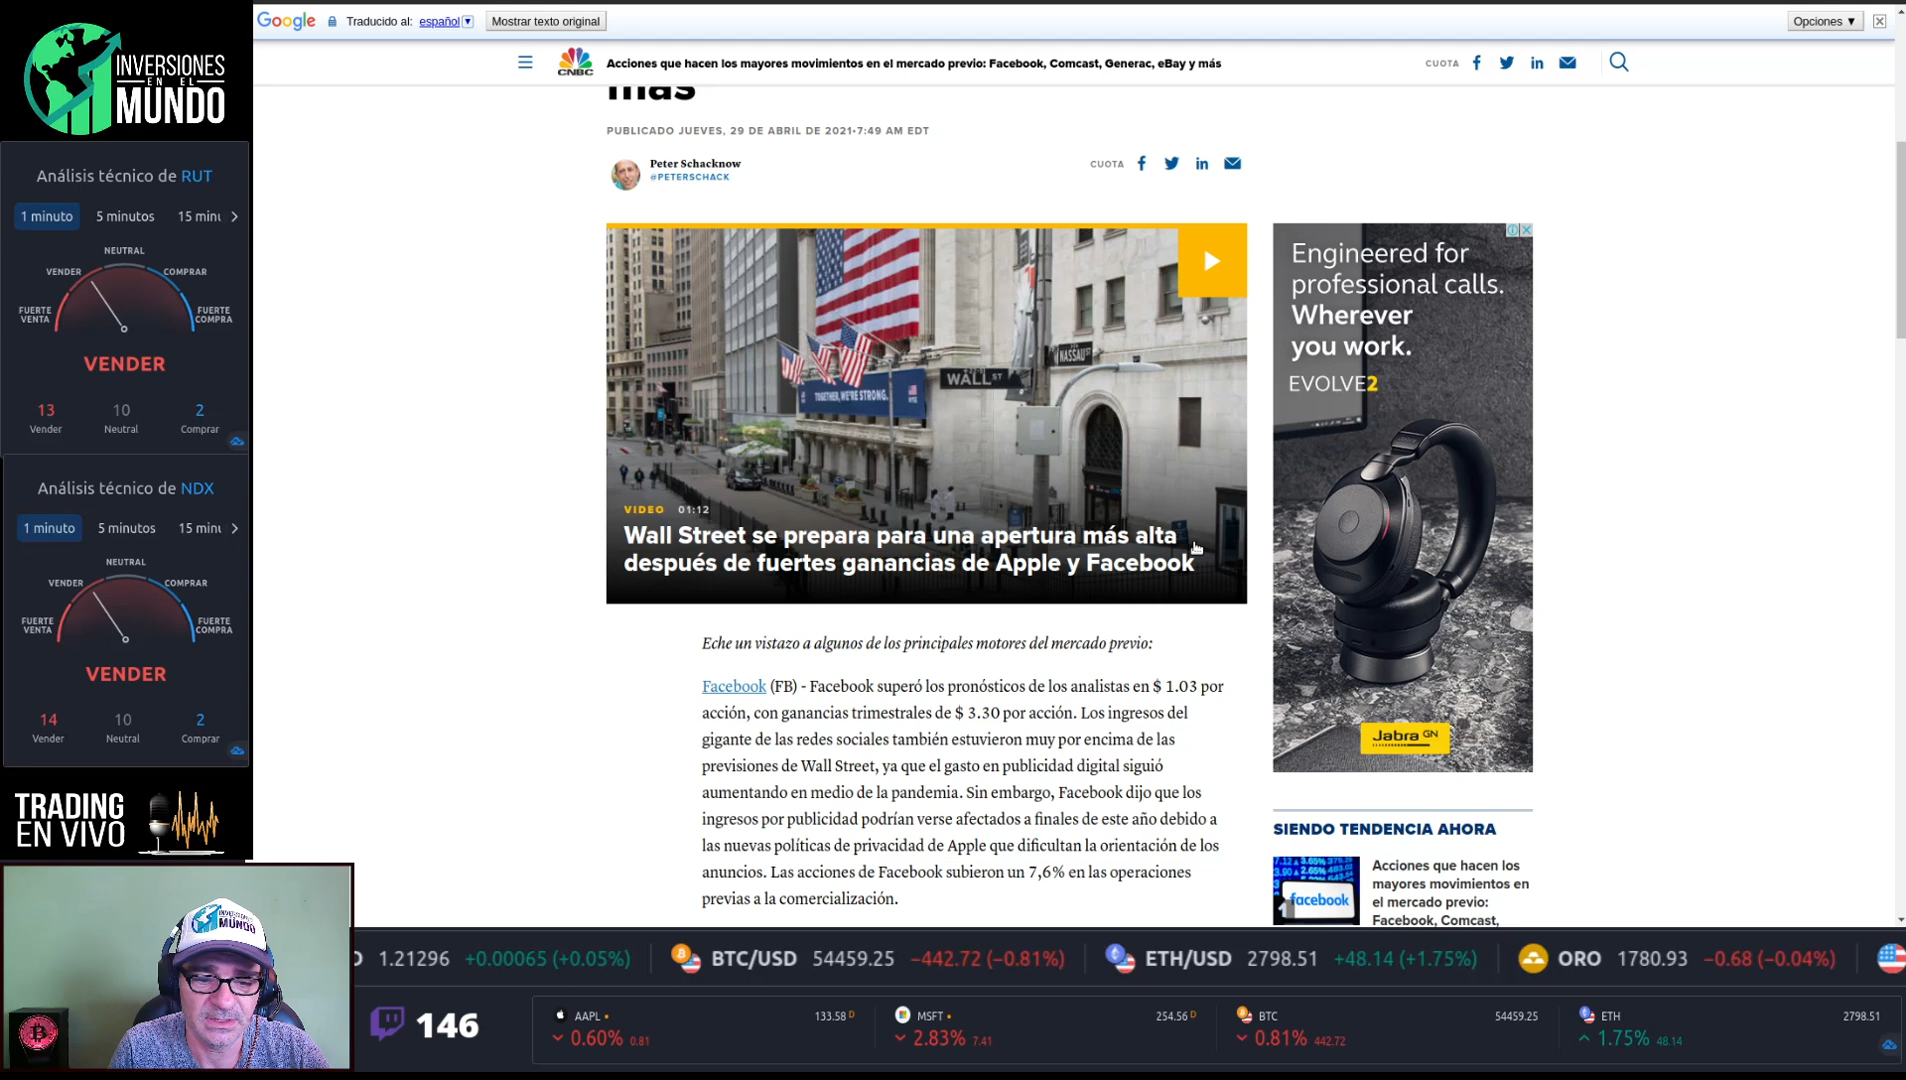 Google
Traducido al: español
Mostrar texto original
Opciones ▼
INVERSIONES
EN EL
MUNDO
CNBC
Acciones que hacen los mayores movimientos en el mercado previo: Facebook, Comcast, Generac, eBay y más
CUOTA
más
PUBLICADO JUEVES, 29 DE ABRIL DE 2021•7:49 AM EDT
Peter Schacknow
@PETERSCHACK
CUOTA
Análisis técnico de RUT
1 minuto
5 minutos
15 minu
NEUTRAL
VENDER
COMPRAR
FUERTE VENTA
FUERTE COMPRA
VENDER
13 10 2
Vender Neutral Comprar
Análisis técnico de NDX
1 minuto
5 minutos
15 minu
NEUTRAL
VENDER
COMPRAR
FUERTE VENTA
FUERTE COMPRA
VENDER
14 10 2
Vender Neutral Comprar
TRADING
EN VIVO
TOGETHER, WE'RE STRONG.
WALL ST
NASSAU ST
VIDEO 01:12
Wall Street se prepara para una apertura más alta
después de fuertes ganancias de Apple y Facebook
Eche un vistazo a algunos de los principales motores del mercado previo:
Facebook (FB) - Facebook superó los pronósticos de los analistas en $ 1.03 por
acción, con ganancias trimestrales de $ 3.30 por acción. Los ingresos del
gigante de las redes sociales también estuvieron muy por encima de las
previsiones de Wall Street, ya que el gasto en publicidad digital siguió
aumentando en medio de la pandemia. Sin embargo, Facebook dijo que los
ingresos por publicidad podrían verse afectados a finales de este año debido a
las nuevas políticas de privacidad de Apple que dificultan la orientación de los
anuncios. Las acciones de Facebook subieron un 7,6% en las operaciones
previas a la comercialización.
Engineered for
professional calls.
Wherever
you work.
EVOLVE2
Jabra GN
SIENDO TENDENCIA AHORA
facebook
1
Acciones que hacen los
mayores movimientos en
el mercado previo:
Facebook, Comcast,
INVERSIONES
MUNDO
D 1.21296 +0.00065 (+0.05%)
BTC/USD 54459.25 −442.72 (−0.81%)
ETH/USD 2798.51 +48.14 (+1.75%)
ORO 1780.93 −0.68 (−0.04%)
146
AAPL 133.58 D
0.60% 0.81
MSFT 254.56 D
2.83% 7.41
BTC 54459.25
0.81% 442.72
ETH 2798.51
1.75% 48.14